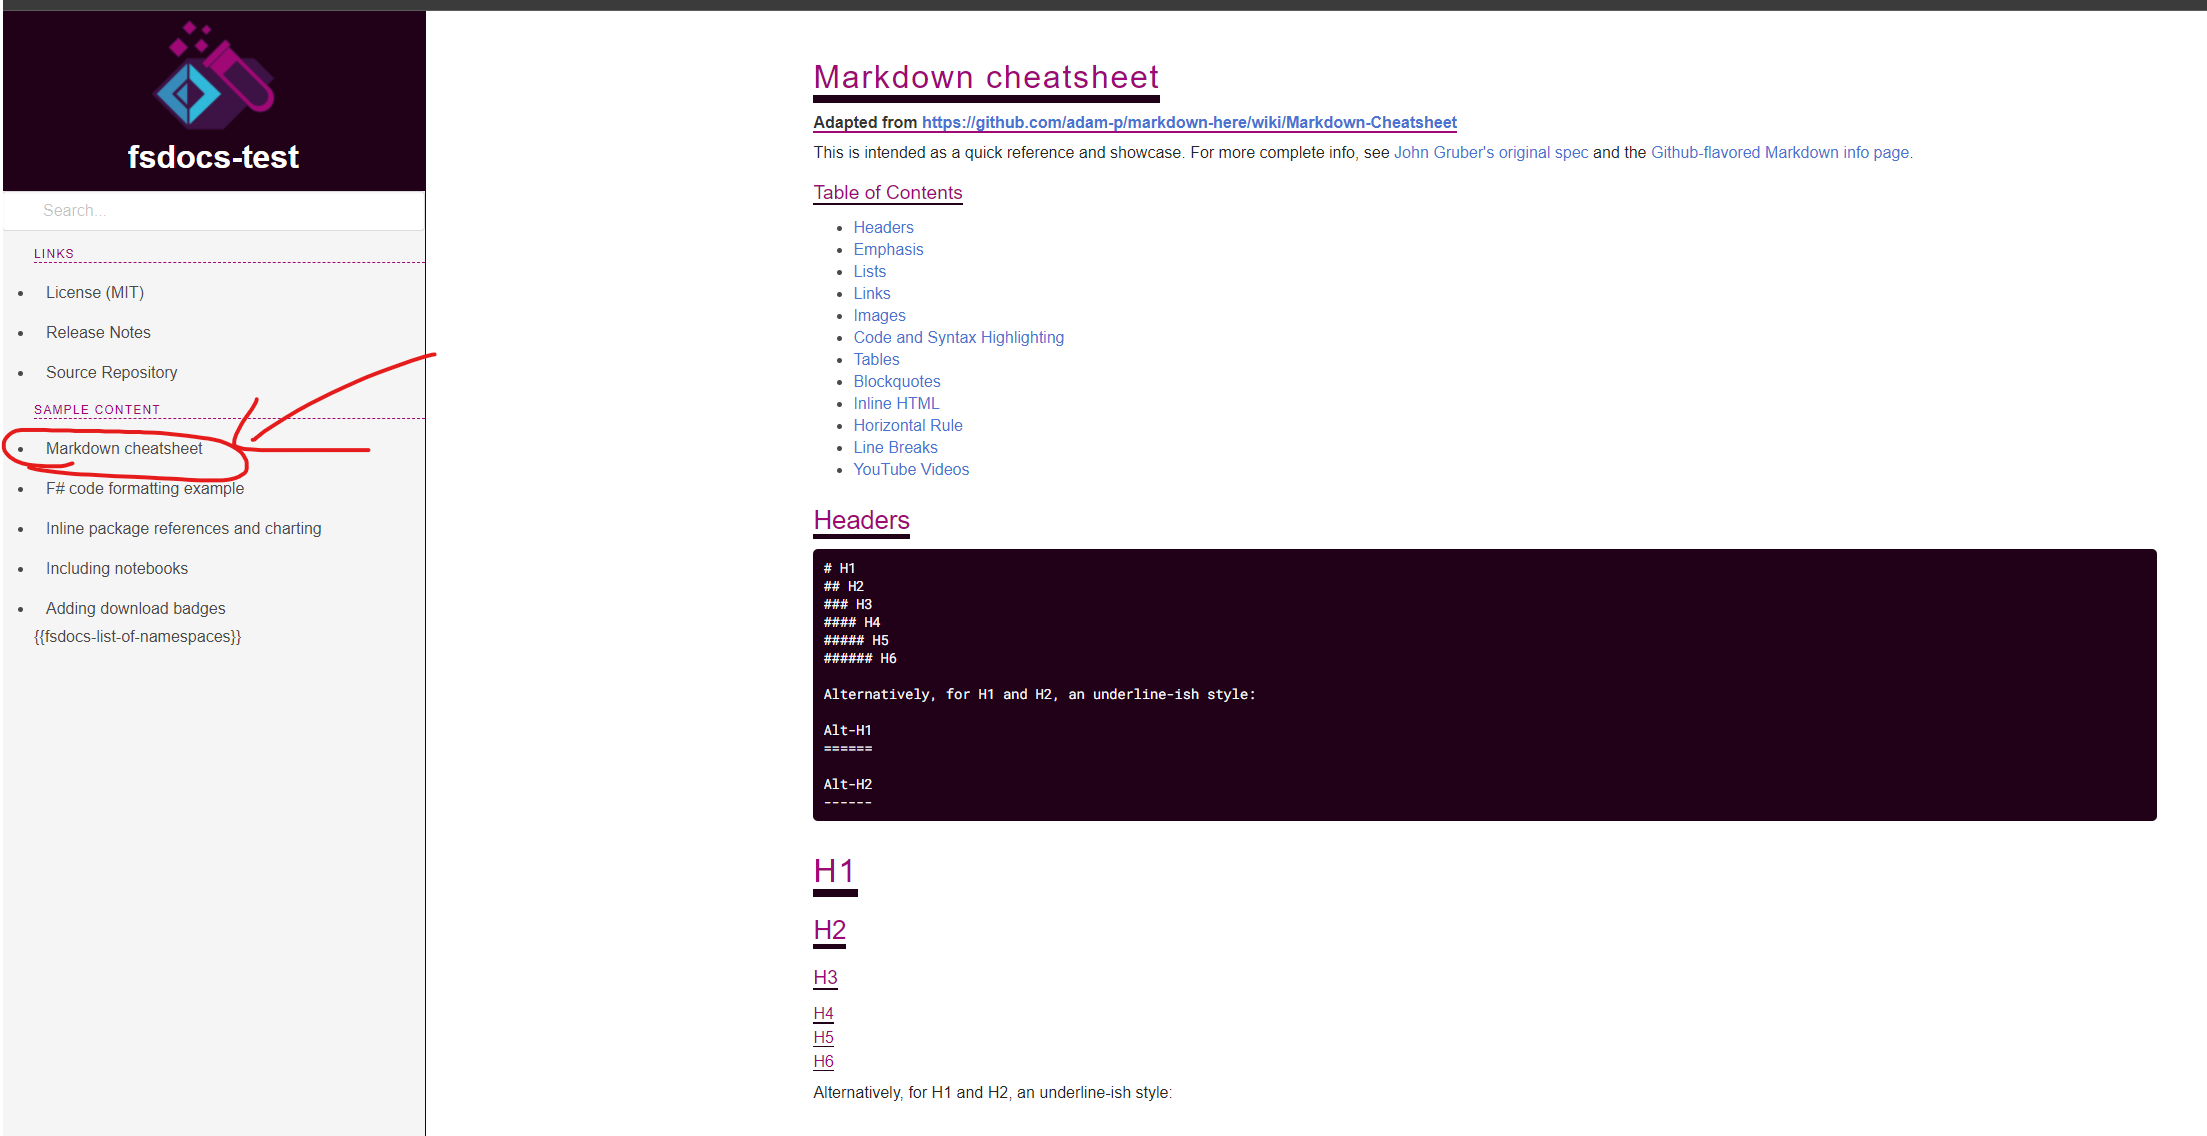 fsdocs-test
Search...
LINKS
License (MIT)
Release Notes
Source Repository
SAMPLE CONTENT
Markdown cheatsheet
F# code formatting example
Inline package references and charting
Including notebooks
Adding download badges
{{fsdocs-list-of-namespaces}}
Markdown cheatsheet
Adapted from https://github.com/adam-p/markdown-here/wiki/Markdown-Cheatsheet
This is intended as a quick reference and showcase. For more complete info, see John Gruber's original spec and the Github-flavored Markdown info page.
Table of Contents
Headers
Emphasis
Lists
Links
Images
Code and Syntax Highlighting
Tables
Blockquotes
Inline HTML
Horizontal Rule
Line Breaks
YouTube Videos
Headers
# H1
## H2
### H3
#### H4
##### H5
###### H6
Alternatively, for H1 and H2, an underline-ish style:
Alt-H1
======
Alt-H2
------
H1
H2
H3
H4
H5
H6
Alternatively, for H1 and H2, an underline-ish style: